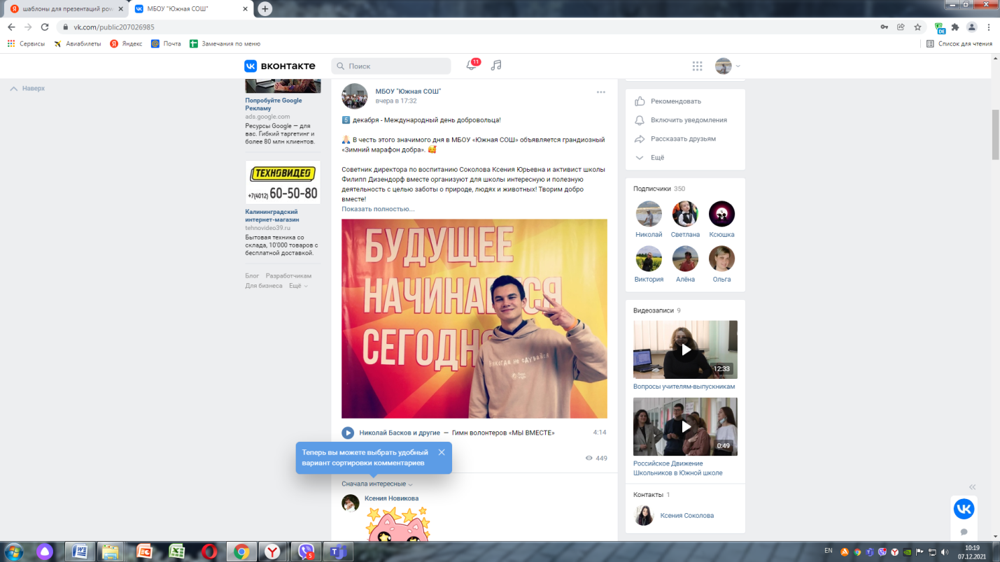 шаблоны для презентаций pow
МБОУ "Южная СОШ"
vk.com/public207026985
Сервисы
Авиабилеты
Яндекс
Почта
Замечания по меню
Список для чтения
вконтакте
Поиск
11
Наверх
Попробуйте Google
Рекламу
ads.google.com
Ресурсы Google — для
вас. Гибкий таргетинг и
более 80 млн клиентов.
ТЕХНОВИДЕО
+7(4012) 60-50-80
Калининградский
интернет-магазин
tehnovideo39.ru
Бытовая техника со
склада, 10'000 товаров с
бесплатной доставкой.
Блог Разработчикам
Для бизнеса Ещё
МБОУ "Южная СОШ"
вчера в 17:32
5 декабря - Международный день добровольца!
В честь этого значимого дня в МБОУ «Южная СОШ» объявляется грандиозный
«Зимний марафон добра».
Советник директора по воспитанию Соколова Ксения Юрьевна и активист школы
Филипп Дизендорф вместе организуют для школы интересную и полезную
деятельность с целью заботы о природе, людях и животных! Творим добро
вместе!
Показать полностью...
БУДУЩЕЕ
НАЧИНАЕТСЯ
СЕГОДН
Никогда не сдувайся
Николай Басков и другие — Гимн волонтеров «МЫ ВМЕСТЕ»
4:14
449
Теперь вы можете выбрать удобный
вариант сортировки комментариев
Сначала интересные
Ксения Новикова
Рекомендовать
Включить уведомления
Рассказать друзьям
Ещё
Подписчики 350
Николай Светлана Ксюшка
Виктория Алёна Ольга
Видеозаписи 9
12:33
Вопросы учителям-выпускникам
0:49
Российское Движение
Школьников в Южной школе
Контакты 1
Ксения Соколова
5
EN
10:19
07.12.2021